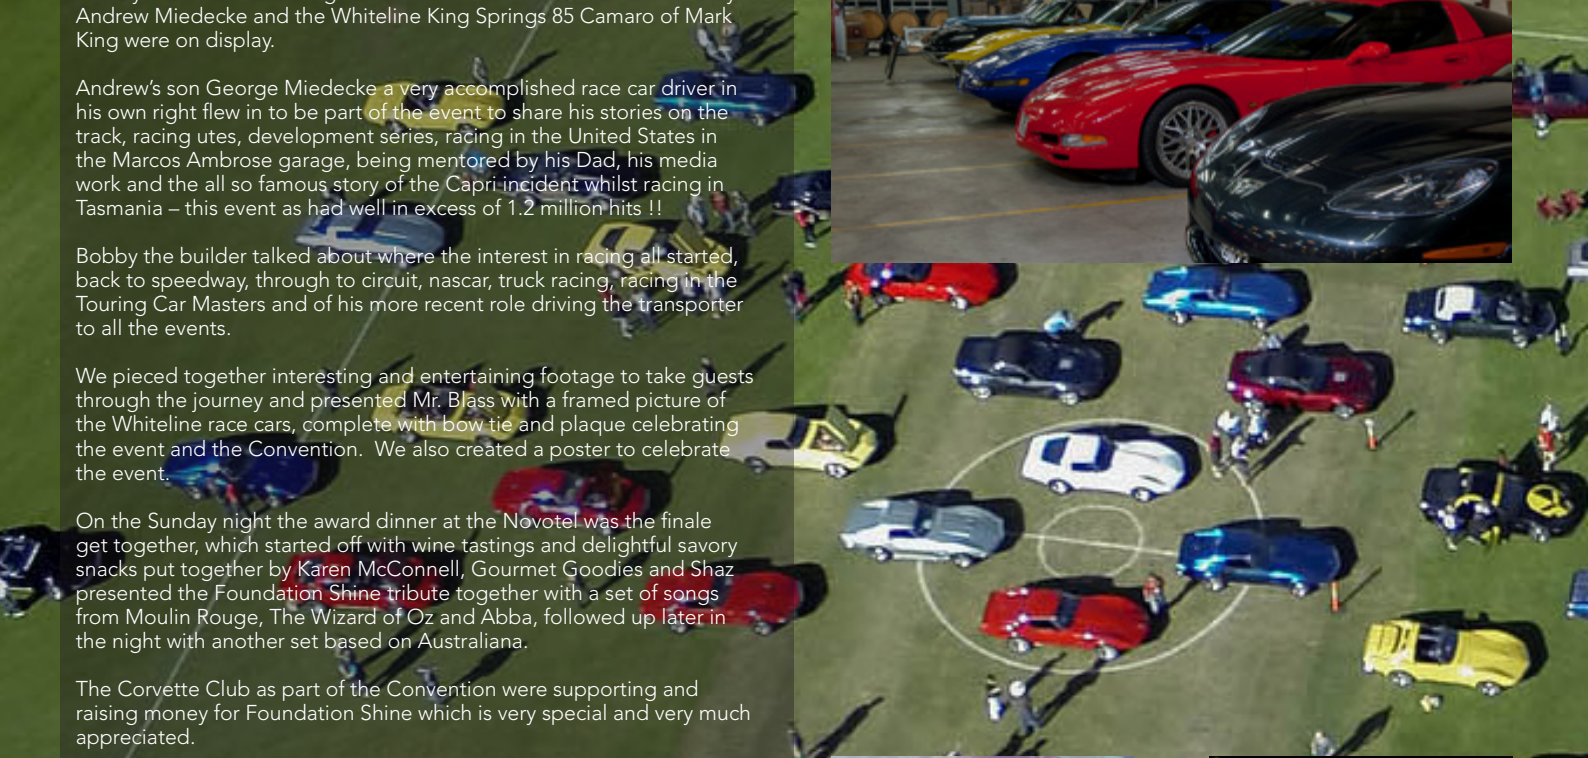 Andrew Miedecke and the Whiteline King Springs 85 Camaro of Mark
King were on display.
Andrew’s son George Miedecke a very accomplished race car driver in
his own right flew in to be part of the event to share his stories on the
track, racing utes, development series, racing in the United States in
the Marcos Ambrose garage, being mentored by his Dad, his media
work and the all so famous story of the Capri incident whilst racing in
Tasmania – this event as had well in excess of 1.2 million hits !!
Bobby the builder talked about where the interest in racing all started,
back to speedway, through to circuit, nascar, truck racing, racing in the
Touring Car Masters and of his more recent role driving the transporter
to all the events.
We pieced together interesting and entertaining footage to take guests
through the journey and presented Mr. Blass with a framed picture of
the Whiteline race cars, complete with bow tie and plaque celebrating
the event and the Convention.  We also created a poster to celebrate
the event.
On the Sunday night the award dinner at the Novotel was the finale
get together, which started off with wine tastings and delightful savory
snacks put together by Karen McConnell, Gourmet Goodies and Shaz
presented the Foundation Shine tribute together with a set of songs
from Moulin Rouge, The Wizard of Oz and Abba, followed up later in
the night with another set based on Australiana.
The Corvette Club as part of the Convention were supporting and
raising money for Foundation Shine which is very special and very much
appreciated.